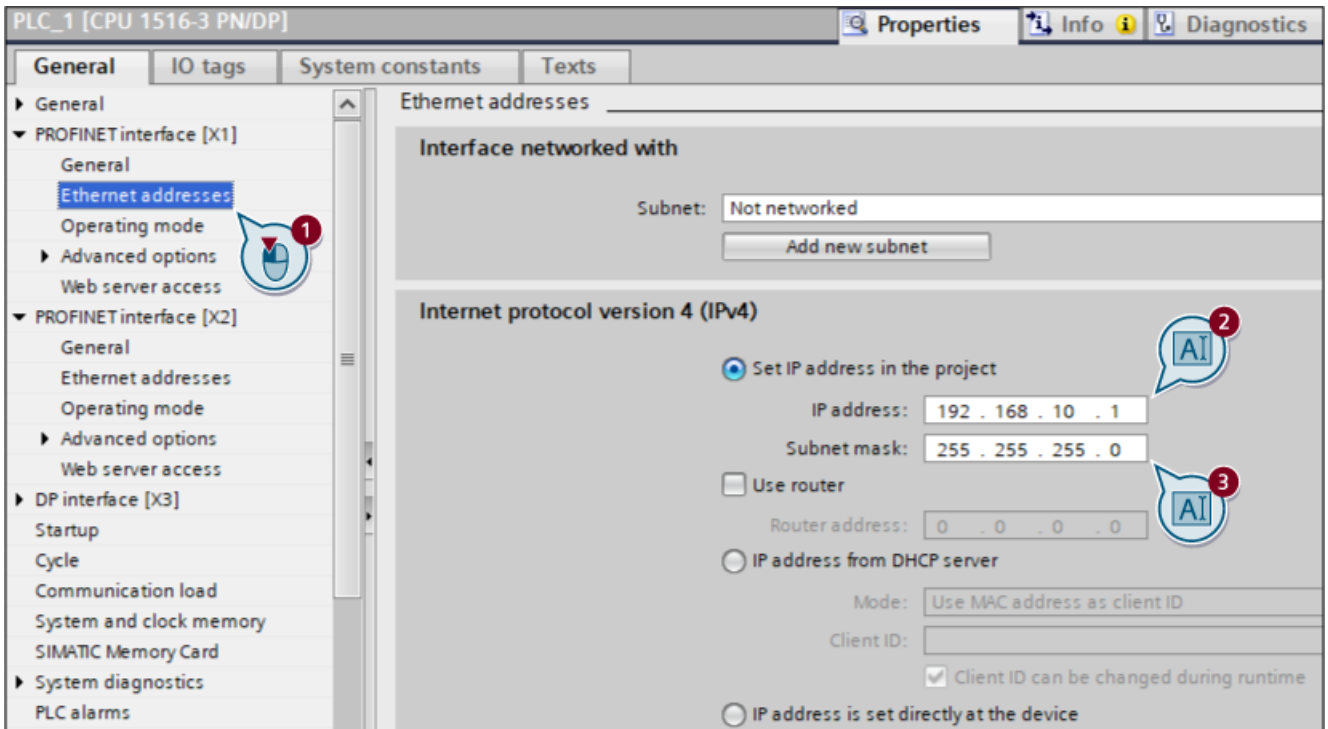 PLC_1 [CPU 1516-3 PN/DP]
Properties
Info
Diagnostics
General
IO tags
System constants
Texts
General
PROFINET interface [X1]
General
Ethernet addresses
Operating mode
Advanced options
Web server access
PROFINET interface [X2]
General
Ethernet addresses
Operating mode
Advanced options
Web server access
DP interface [X3]
Startup
Cycle
Communication load
System and clock memory
SIMATIC Memory Card
System diagnostics
PLC alarms
1
Ethernet addresses
Interface networked with
Subnet: Not networked
Add new subnet
Internet protocol version 4 (IPv4)
2
AI
Set IP address in the project
IP address: 192 . 168 . 10 . 1
Subnet mask: 255 . 255 . 255 . 0
3
AI
Use router
Router address: 0 . 0 . 0 . 0
IP address from DHCP server
Mode: Use MAC address as client ID
Client ID:
Client ID can be changed during runtime
IP address is set directly at the device